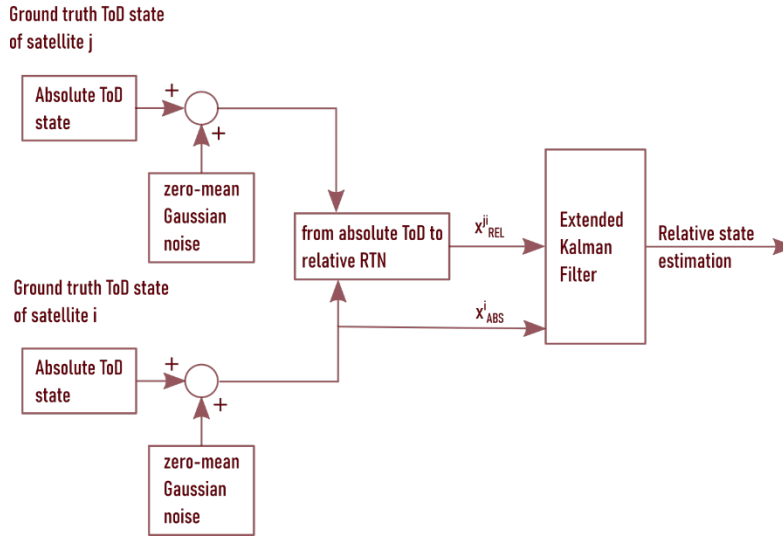 Ground truth ToD state
of satellite j
Absolute ToD
state
+
+
zero-mean
Gaussian
noise
from absolute ToD to
relative RTN
x^ji_REL
Extended
Kalman
Filter
Relative state
estimation
Ground truth ToD state
of satellite i
x^i_ABS
Absolute ToD
state
+
+
zero-mean
Gaussian
noise